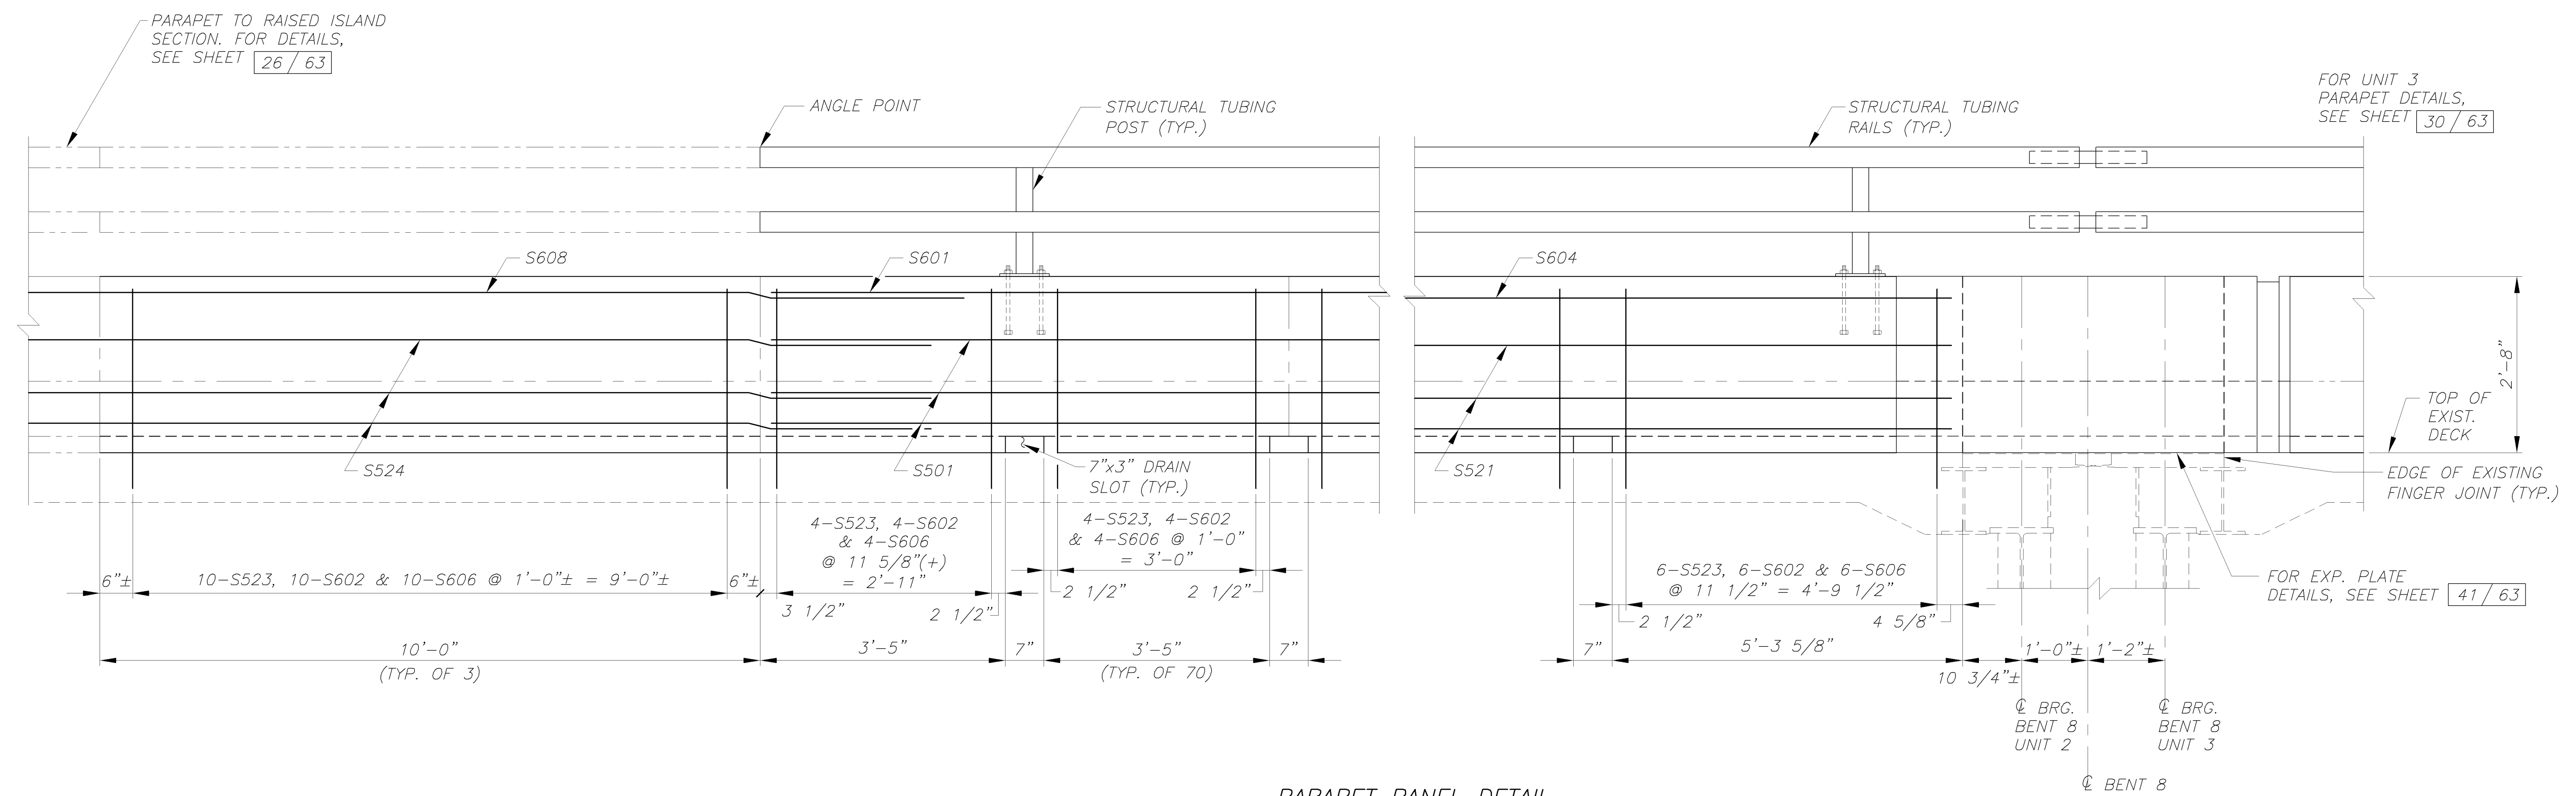 PARAPET TO RAISED ISLAND
SECTION. FOR DETAILS,
SEE SHEET 26 / 63
ANGLE POINT
STRUCTURAL TUBING
POST (TYP.)
STRUCTURAL TUBING
RAILS (TYP.)
FOR UNIT 3
PARAPET DETAILS,
SEE SHEET 30 / 63
S608
S601
S604
2'-8"
TOP OF
EXIST.
DECK
S524
S501
7"x3" DRAIN
SLOT (TYP.)
S521
EDGE OF EXISTING
FINGER JOINT (TYP.)
6"±
10-S523, 10-S602 & 10-S606 @ 1'-0"± = 9'-0"±
6"±
4-S523, 4-S602
& 4-S606
@ 11 5/8"(+)
= 2'-11"
3 1/2"
2 1/2"
4-S523, 4-S602
& 4-S606 @ 1'-0"
= 3'-0"
2 1/2"
2 1/2"
6-S523, 6-S602 & 6-S606
@ 11 1/2" = 4'-9 1/2"
2 1/2"
4 5/8"
FOR EXP. PLATE
DETAILS, SEE SHEET 41 / 63
10'-0"
(TYP. OF 3)
3'-5"
7"
3'-5"
(TYP. OF 70)
7"
7"
5'-3 5/8"
10 3/4"±
1'-0"±
1'-2"±
℄ BRG.
BENT 8
UNIT 2
℄ BRG.
BENT 8
UNIT 3
℄ BENT 8
PARAPET PANEL DETAIL